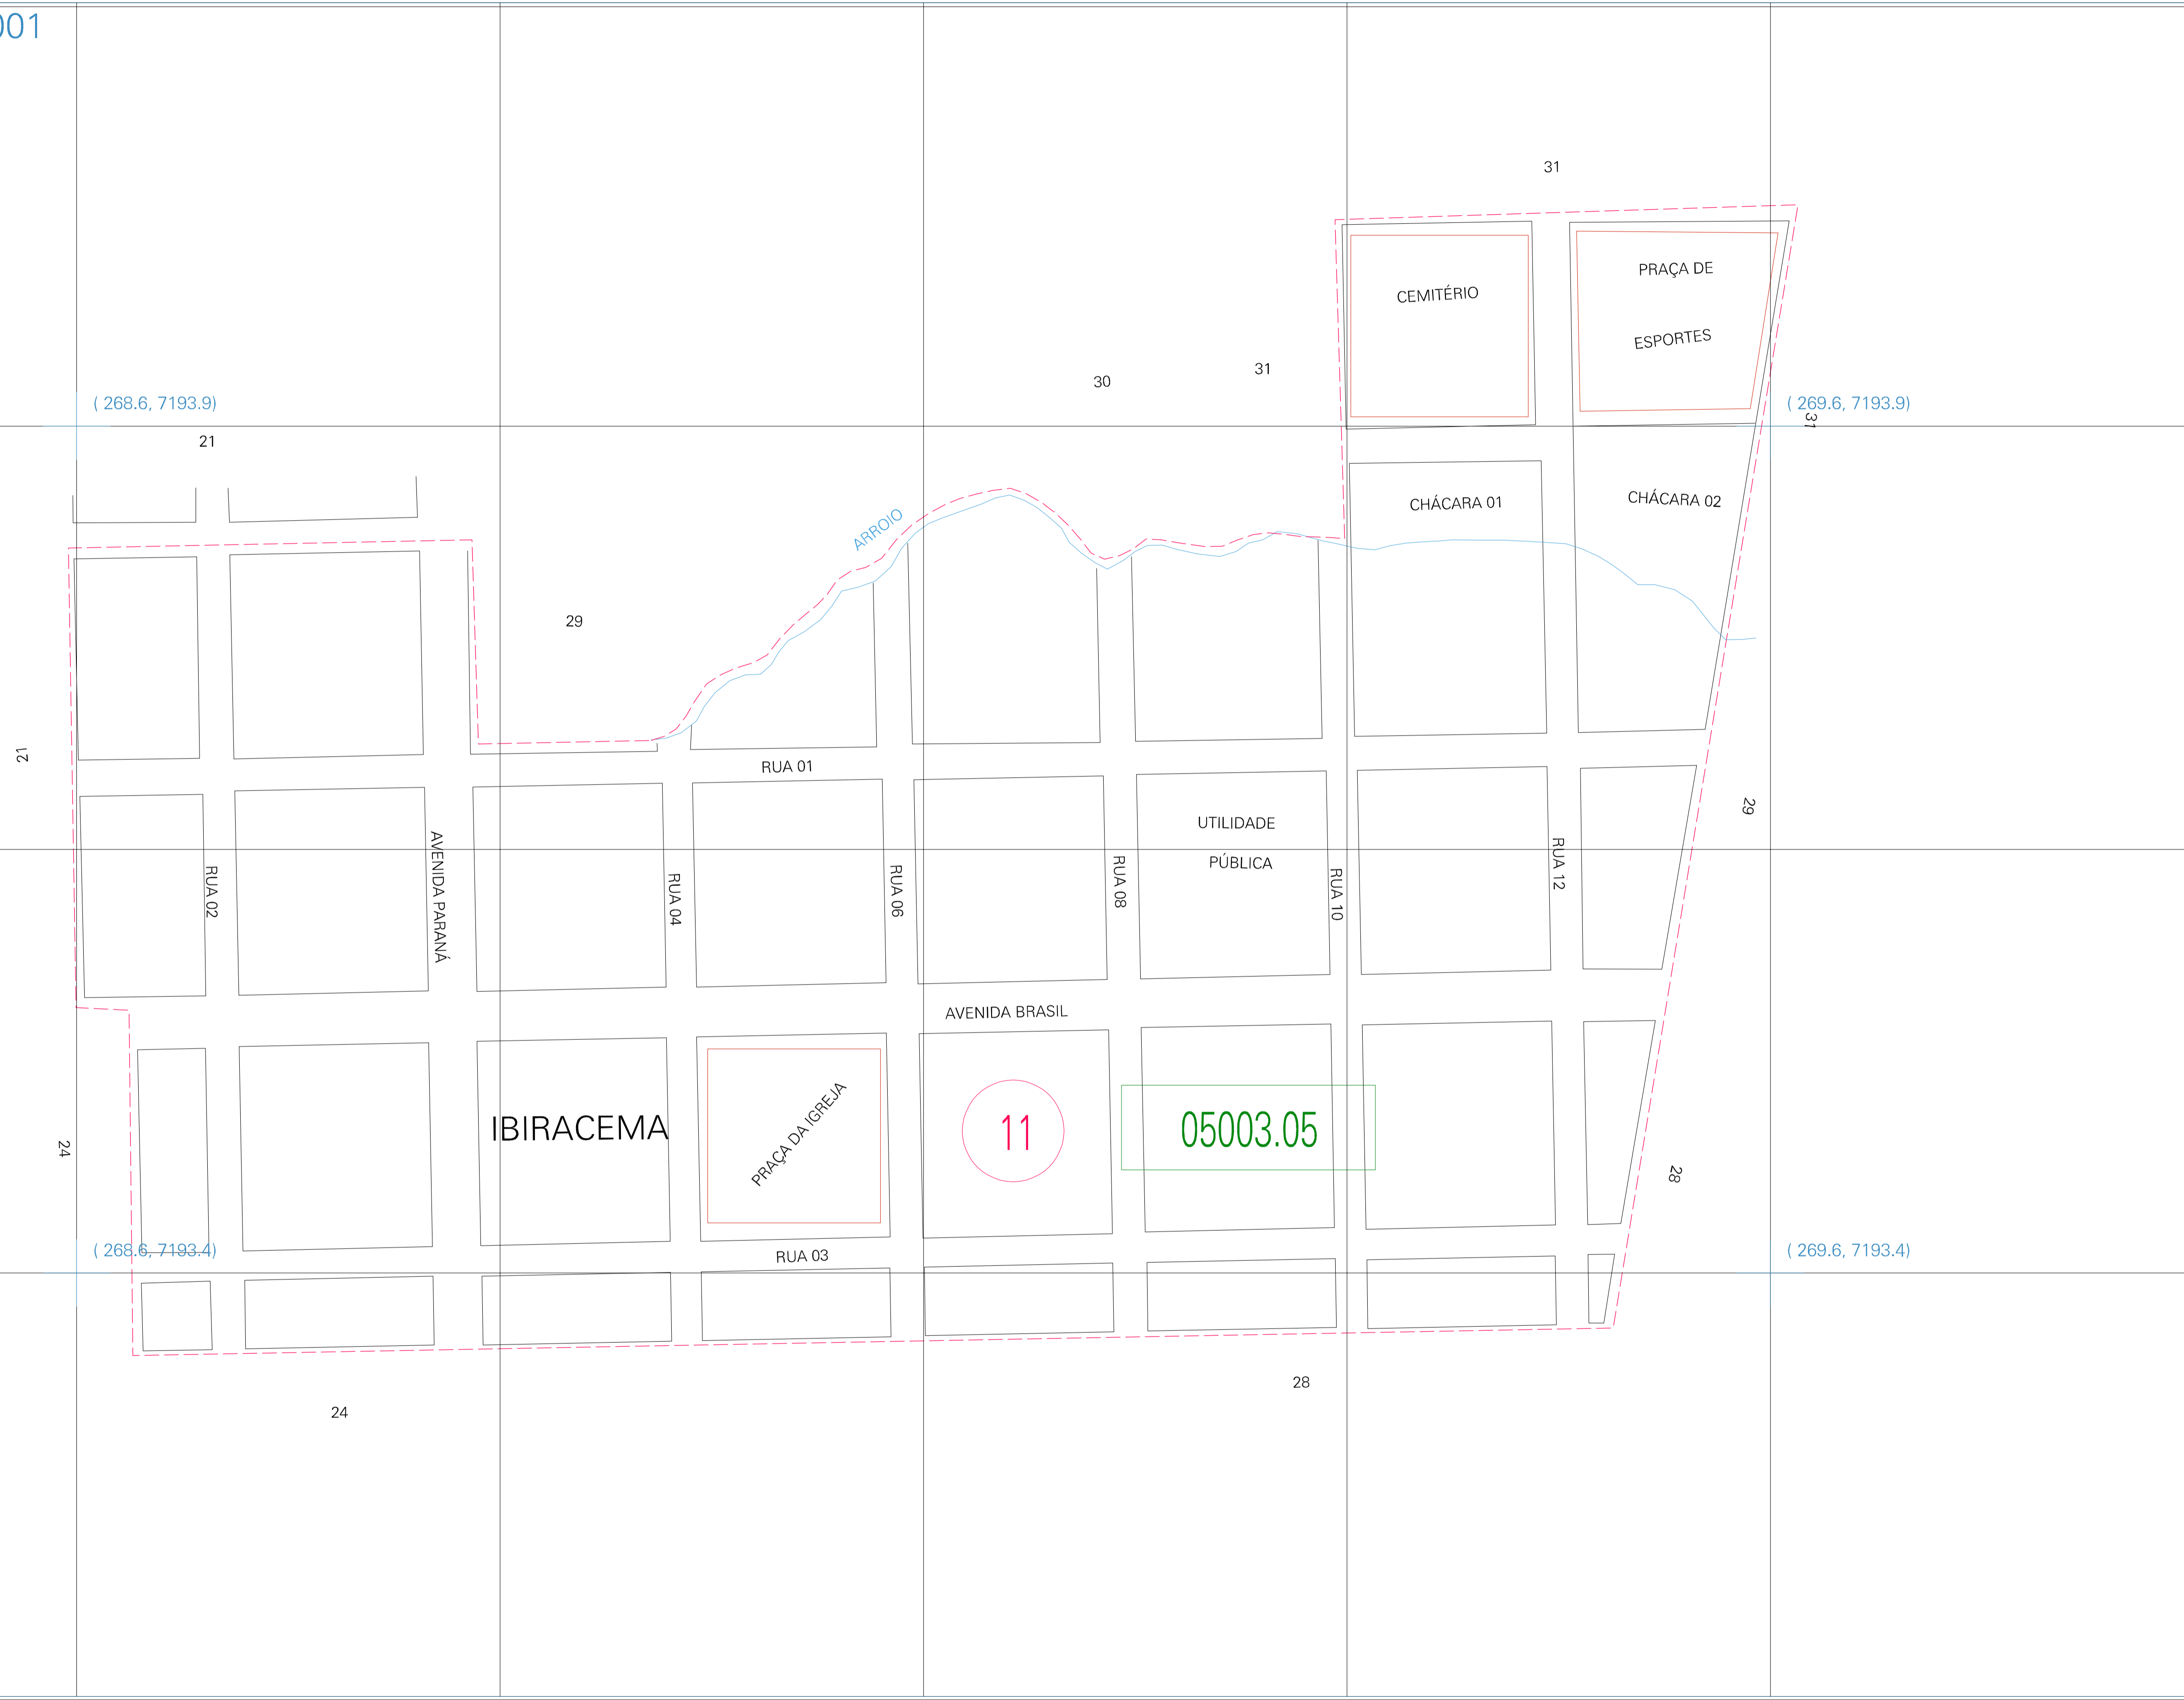 001
31
PRAÇA DE
CEMITÉRIO
ESPORTES
31
30
( 268.6, 7193.9)
( 269.6, 7193.9)
31
21
CHÁCARA 01
CHÁCARA 02
ARROIO
29
21
RUA 01
29
UTILIDADE
PÚBLICA
RUA 02
AVENIDA PARANÁ
RUA 04
RUA 06
RUA 08
RUA 10
RUA 12
AVENIDA BRASIL
24
IBIRACEMA
PRAÇA DA IGREJA
11
05003.05
28
( 268.6, 7193.4)
RUA 03
( 269.6, 7193.4)
28
24